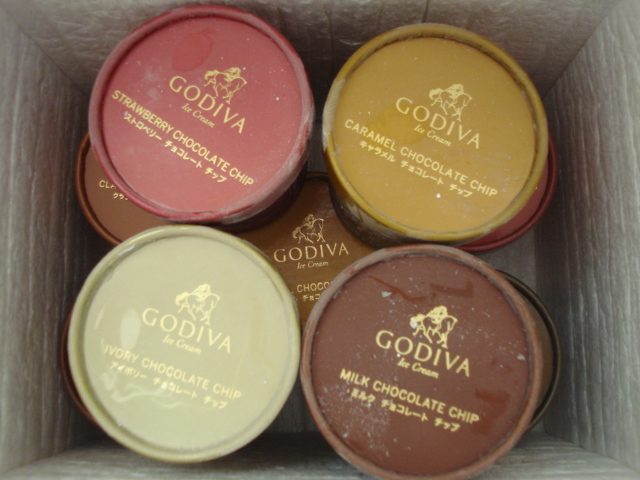 GODIVA
Ice Cream
STRAWBERRY CHOCOLATE CHIP
ストロベリー チョコレート チップ
GODIVA
Ice Cream
CARAMEL CHOCOLATE CHIP
キャラメル チョコレート チップ
GODIVA
Ice Cream
GODIVA
Ice Cream
IVORY CHOCOLATE CHIP
アイボリー チョコレート チップ
GODIVA
Ice Cream
MILK CHOCOLATE CHIP
ミルク チョコレート チップ